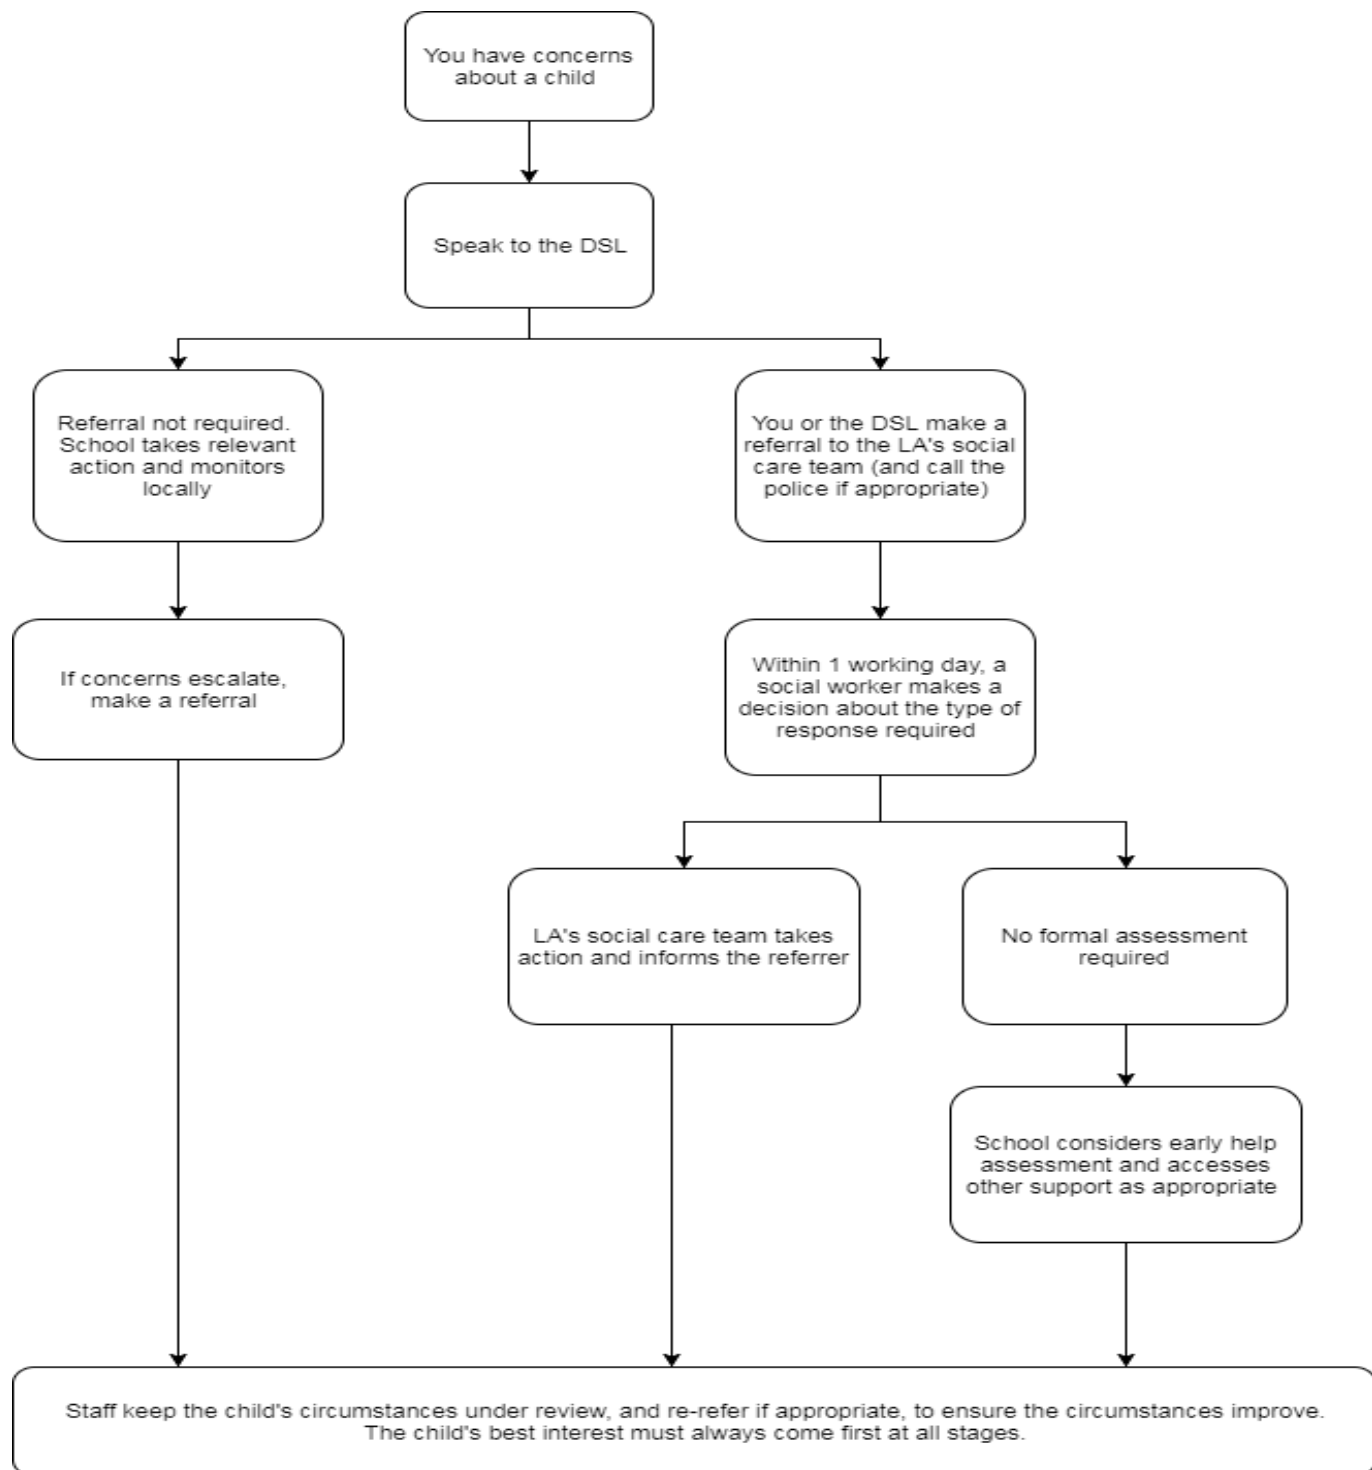 You have concerns
about a child
Speak to the DSL
Referral not required.
School takes relevant
action and monitors
locally
You or the DSL make a
referral to the LA's social
care team (and call the
police if appropriate)
If concerns escalate,
make a referral
Within 1 working day, a
social worker makes a
decision about the type of
response required
LA's social care team takes
action and informs the referrer
No formal assessment
required
School considers early help
assessment and accesses
other support as appropriate
Staff keep the child's circumstances under review, and re-refer if appropriate, to ensure the circumstances improve.
The child's best interest must always come first at all stages.